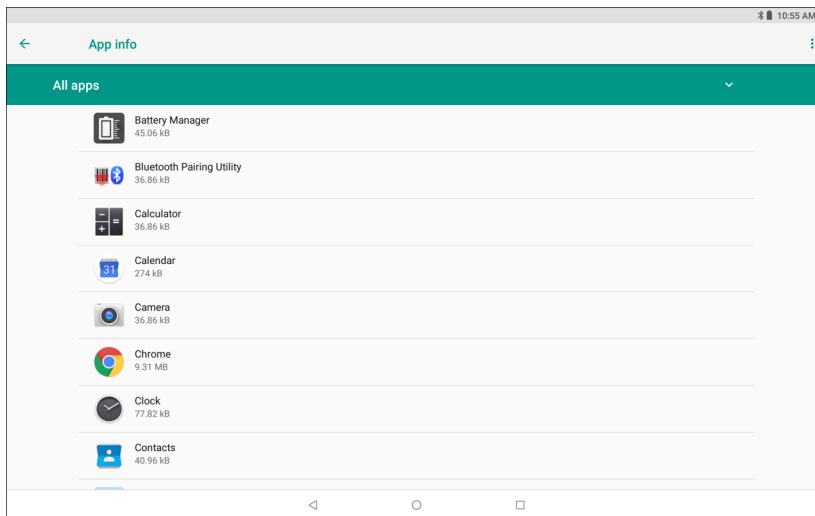 10:55 AM
App info
All apps
Battery Manager
45.06 kB
Bluetooth Pairing Utility
36.86 kB
Calculator
36.86 kB
31
Calendar
274 kB
Camera
36.86 kB
Chrome
9.31 MB
Clock
77.82 kB
Contacts
40.96 kB